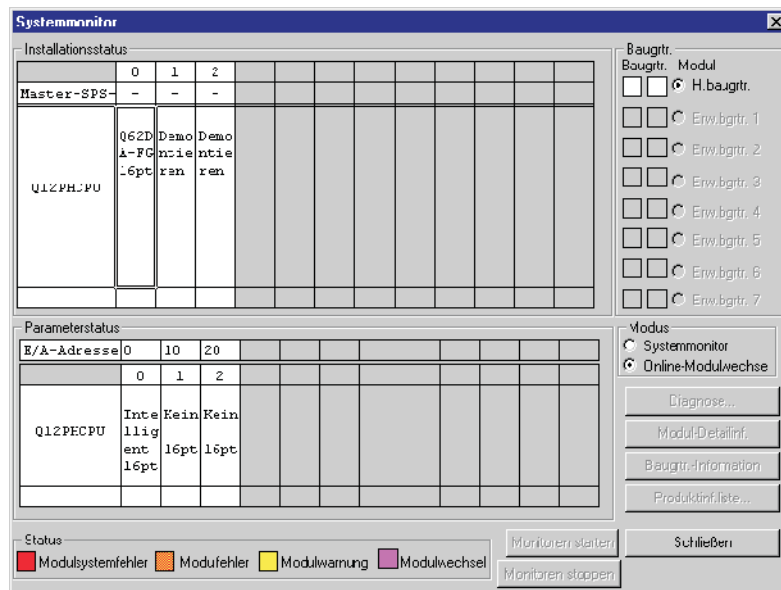 Systemmonitor
Installationsstatus
0 1 2
Master-SPS- - - -
Q12PHCPU
Q62D
A-FG
16pt
Demo
ntie
ren
Demo
ntie
ren
Baugrtr.
Baugrtr. Modul
H.baugrtr.
Erw.bgrtr. 1
Erw.bgrtr. 2
Erw.bgrtr. 3
Erw.bgrtr. 4
Erw.bgrtr. 5
Erw.bgrtr. 6
Erw.bgrtr. 7
Parameterstatus
E/A-Adresse 0 10 20
0 1 2
Q12PHCPU
Inte
llig
ent
16pt
Kein
16pt
Kein
16pt
Modus
Systemmonitor
Online-Modulwechse
Diagnose...
Modul-Detailinf.
Baugrtr.-Information
Produktinf.liste...
Status
Modulsystemfehler Modufehler Modulwarnung Modulwechsel
Monitoren starten
Monitoren stoppen
Schließen